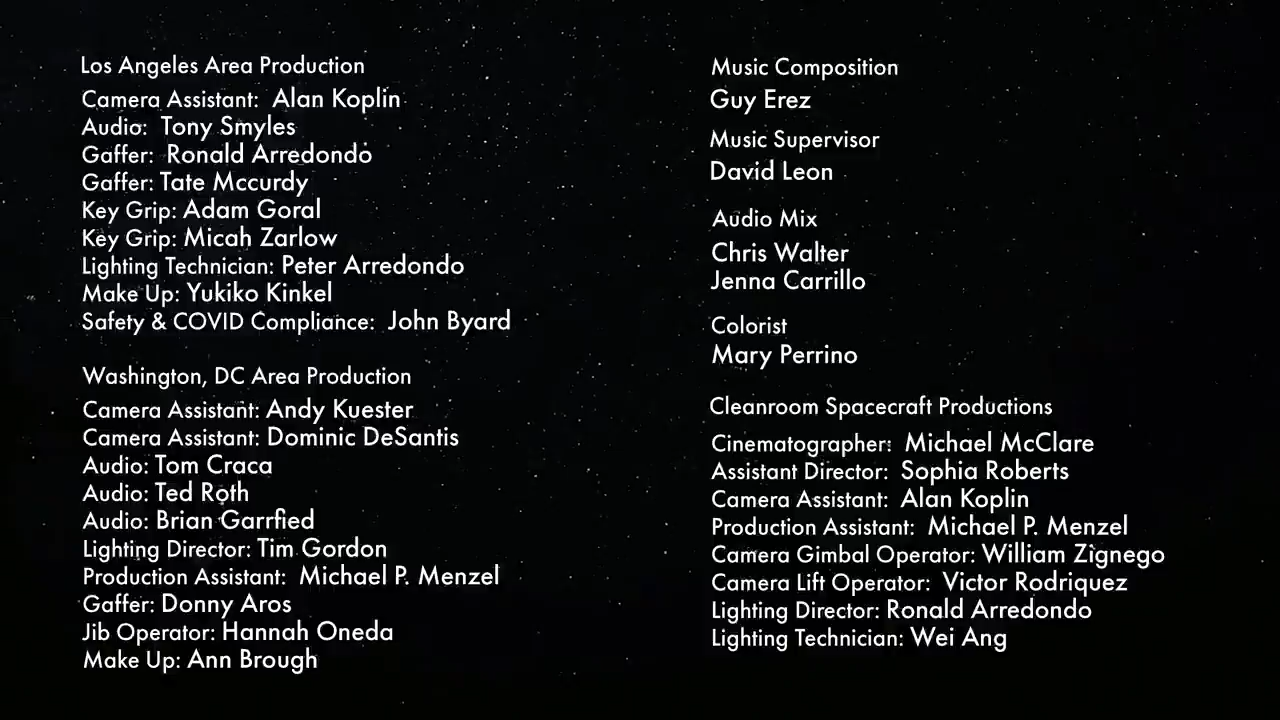 Los Angeles Area Production
Camera Assistant: Alan Koplin
Audio: Tony Smyles
Gaffer: Ronald Arredondo
Gaffer: Tate Mccurdy
Key Grip: Adam Goral
Key Grip: Micah Zarlow
Lighting Technician: Peter Arredondo
Make Up: Yukiko Kinkel
Safety & COVID Compliance: John Byard
Washington, DC Area Production
Camera Assistant: Andy Kuester
Camera Assistant: Dominic DeSantis
Audio: Tom Craca
Audio: Ted Roth
Audio: Brian Garrfied
Lighting Director: Tim Gordon
Production Assistant: Michael P. Menzel
Gaffer: Donny Aros
Jib Operator: Hannah Oneda
Make Up: Ann Brough
Music Composition
Guy Erez
Music Supervisor
David Leon
Audio Mix
Chris Walter
Jenna Carrillo
Colorist
Mary Perrino
Cleanroom Spacecraft Productions
Cinematographer: Michael McClare
Assistant Director: Sophia Roberts
Camera Assistant: Alan Koplin
Production Assistant: Michael P. Menzel
Camera Gimbal Operator: William Zignego
Camera Lift Operator: Victor Rodriquez
Lighting Director: Ronald Arredondo
Lighting Technician: Wei Ang